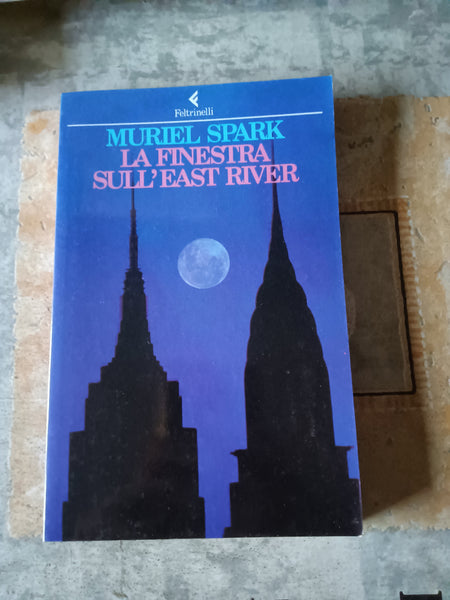 Feltrinelli
MURIEL SPARK
LA FINESTRA
SULL'EAST RIVER